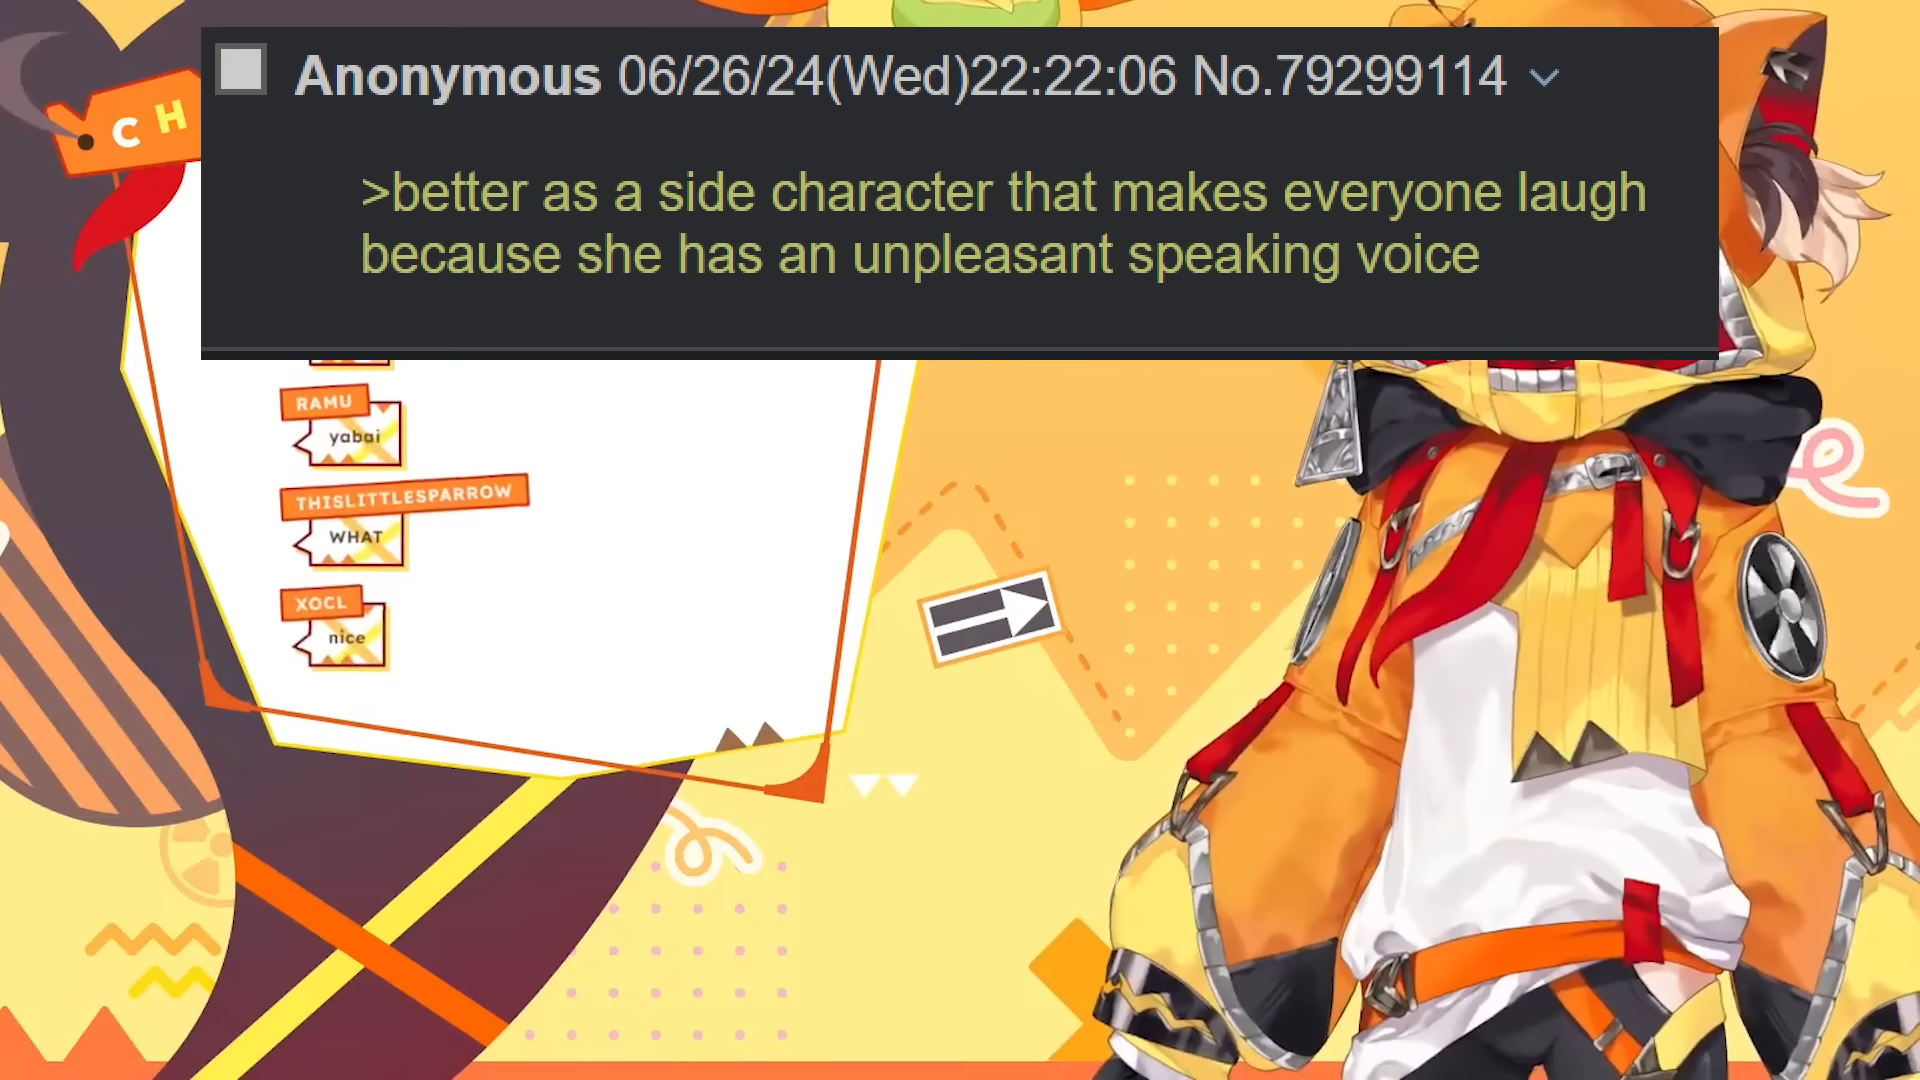 Anonymous 06/26/24(Wed)22:22:06 No.79299114
>better as a side character that makes everyone laugh
because she has an unpleasant speaking voice
C H
RAMU
yabai
THISLITTLESPARROW
WHAT
XOCL
nice